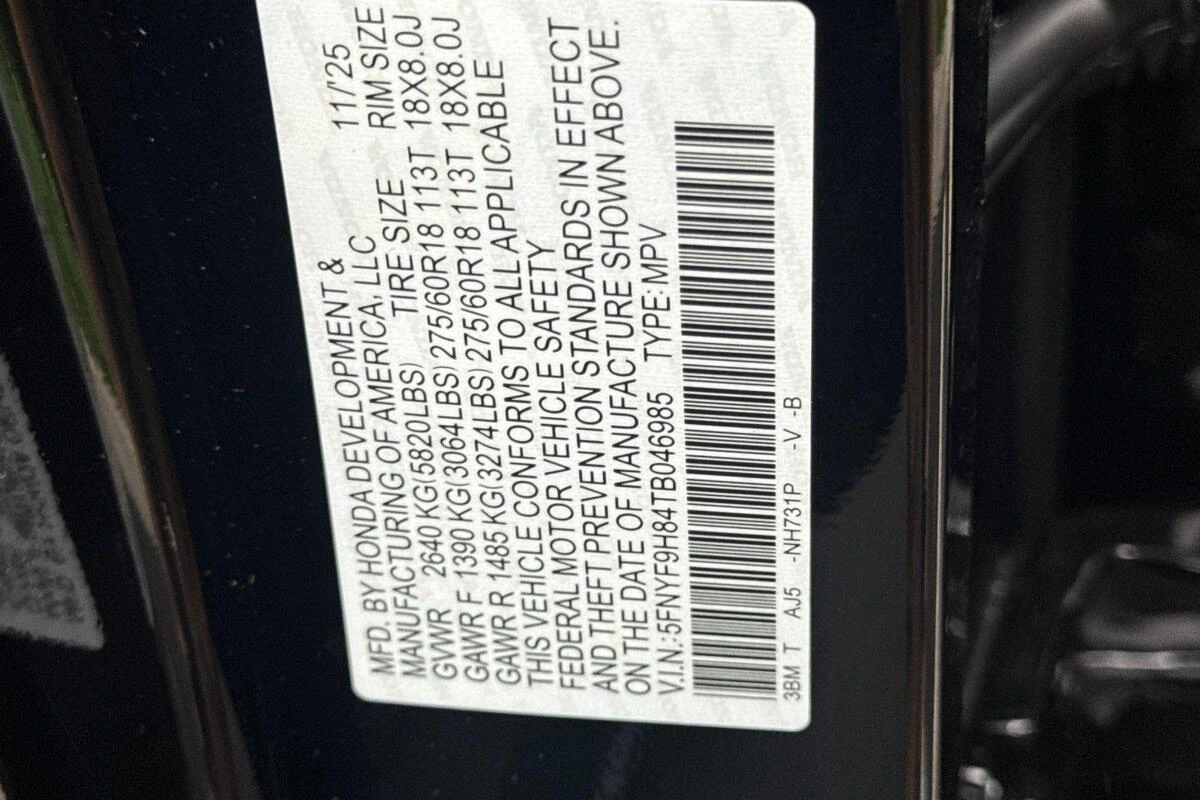 MFD. BY HONDA DEVELOPMENT & 11/'25
MANUFACTURING OF AMERICA, LLC TIRE SIZE RIM SIZE
GVWR 2640 KG(5820LBS)
GAWR F 1390 KG(3064LBS) 275/60R18 113T 18X8.0J
GAWR R 1485 KG(3274LBS) 275/60R18 113T 18X8.0J
THIS VEHICLE CONFORMS TO ALL APPLICABLE
FEDERAL MOTOR VEHICLE SAFETY
AND THEFT PREVENTION STANDARDS IN EFFECT
ON THE DATE OF MANUFACTURE SHOWN ABOVE.
V.I.N.:5FNYF9H84TB046985 TYPE:MPV
3BM T AJ5 -NH731P -V -B